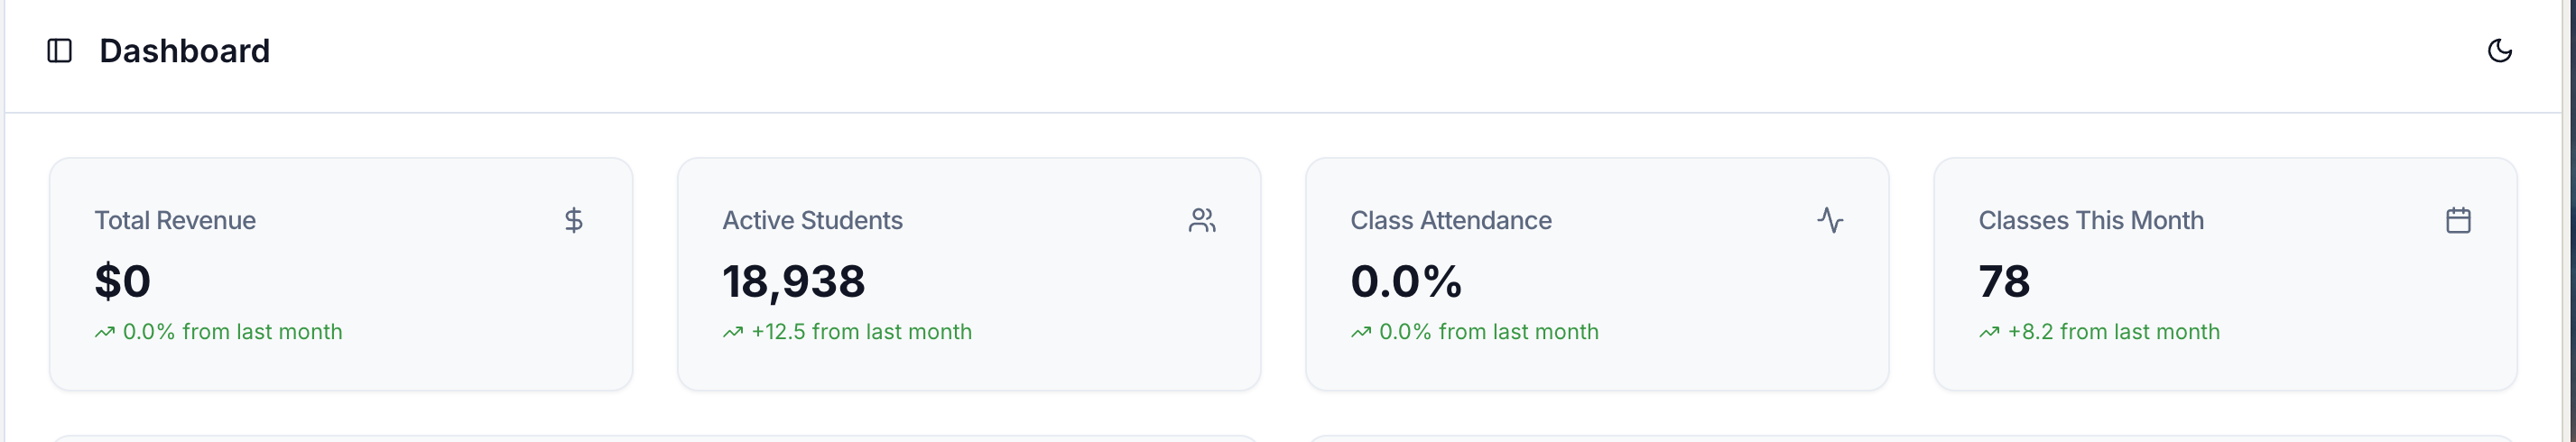 Dashboard
Total Revenue
$0
0.0% from last month
Active Students
18,938
+12.5 from last month
Class Attendance
0.0%
0.0% from last month
Classes This Month
78
+8.2 from last month